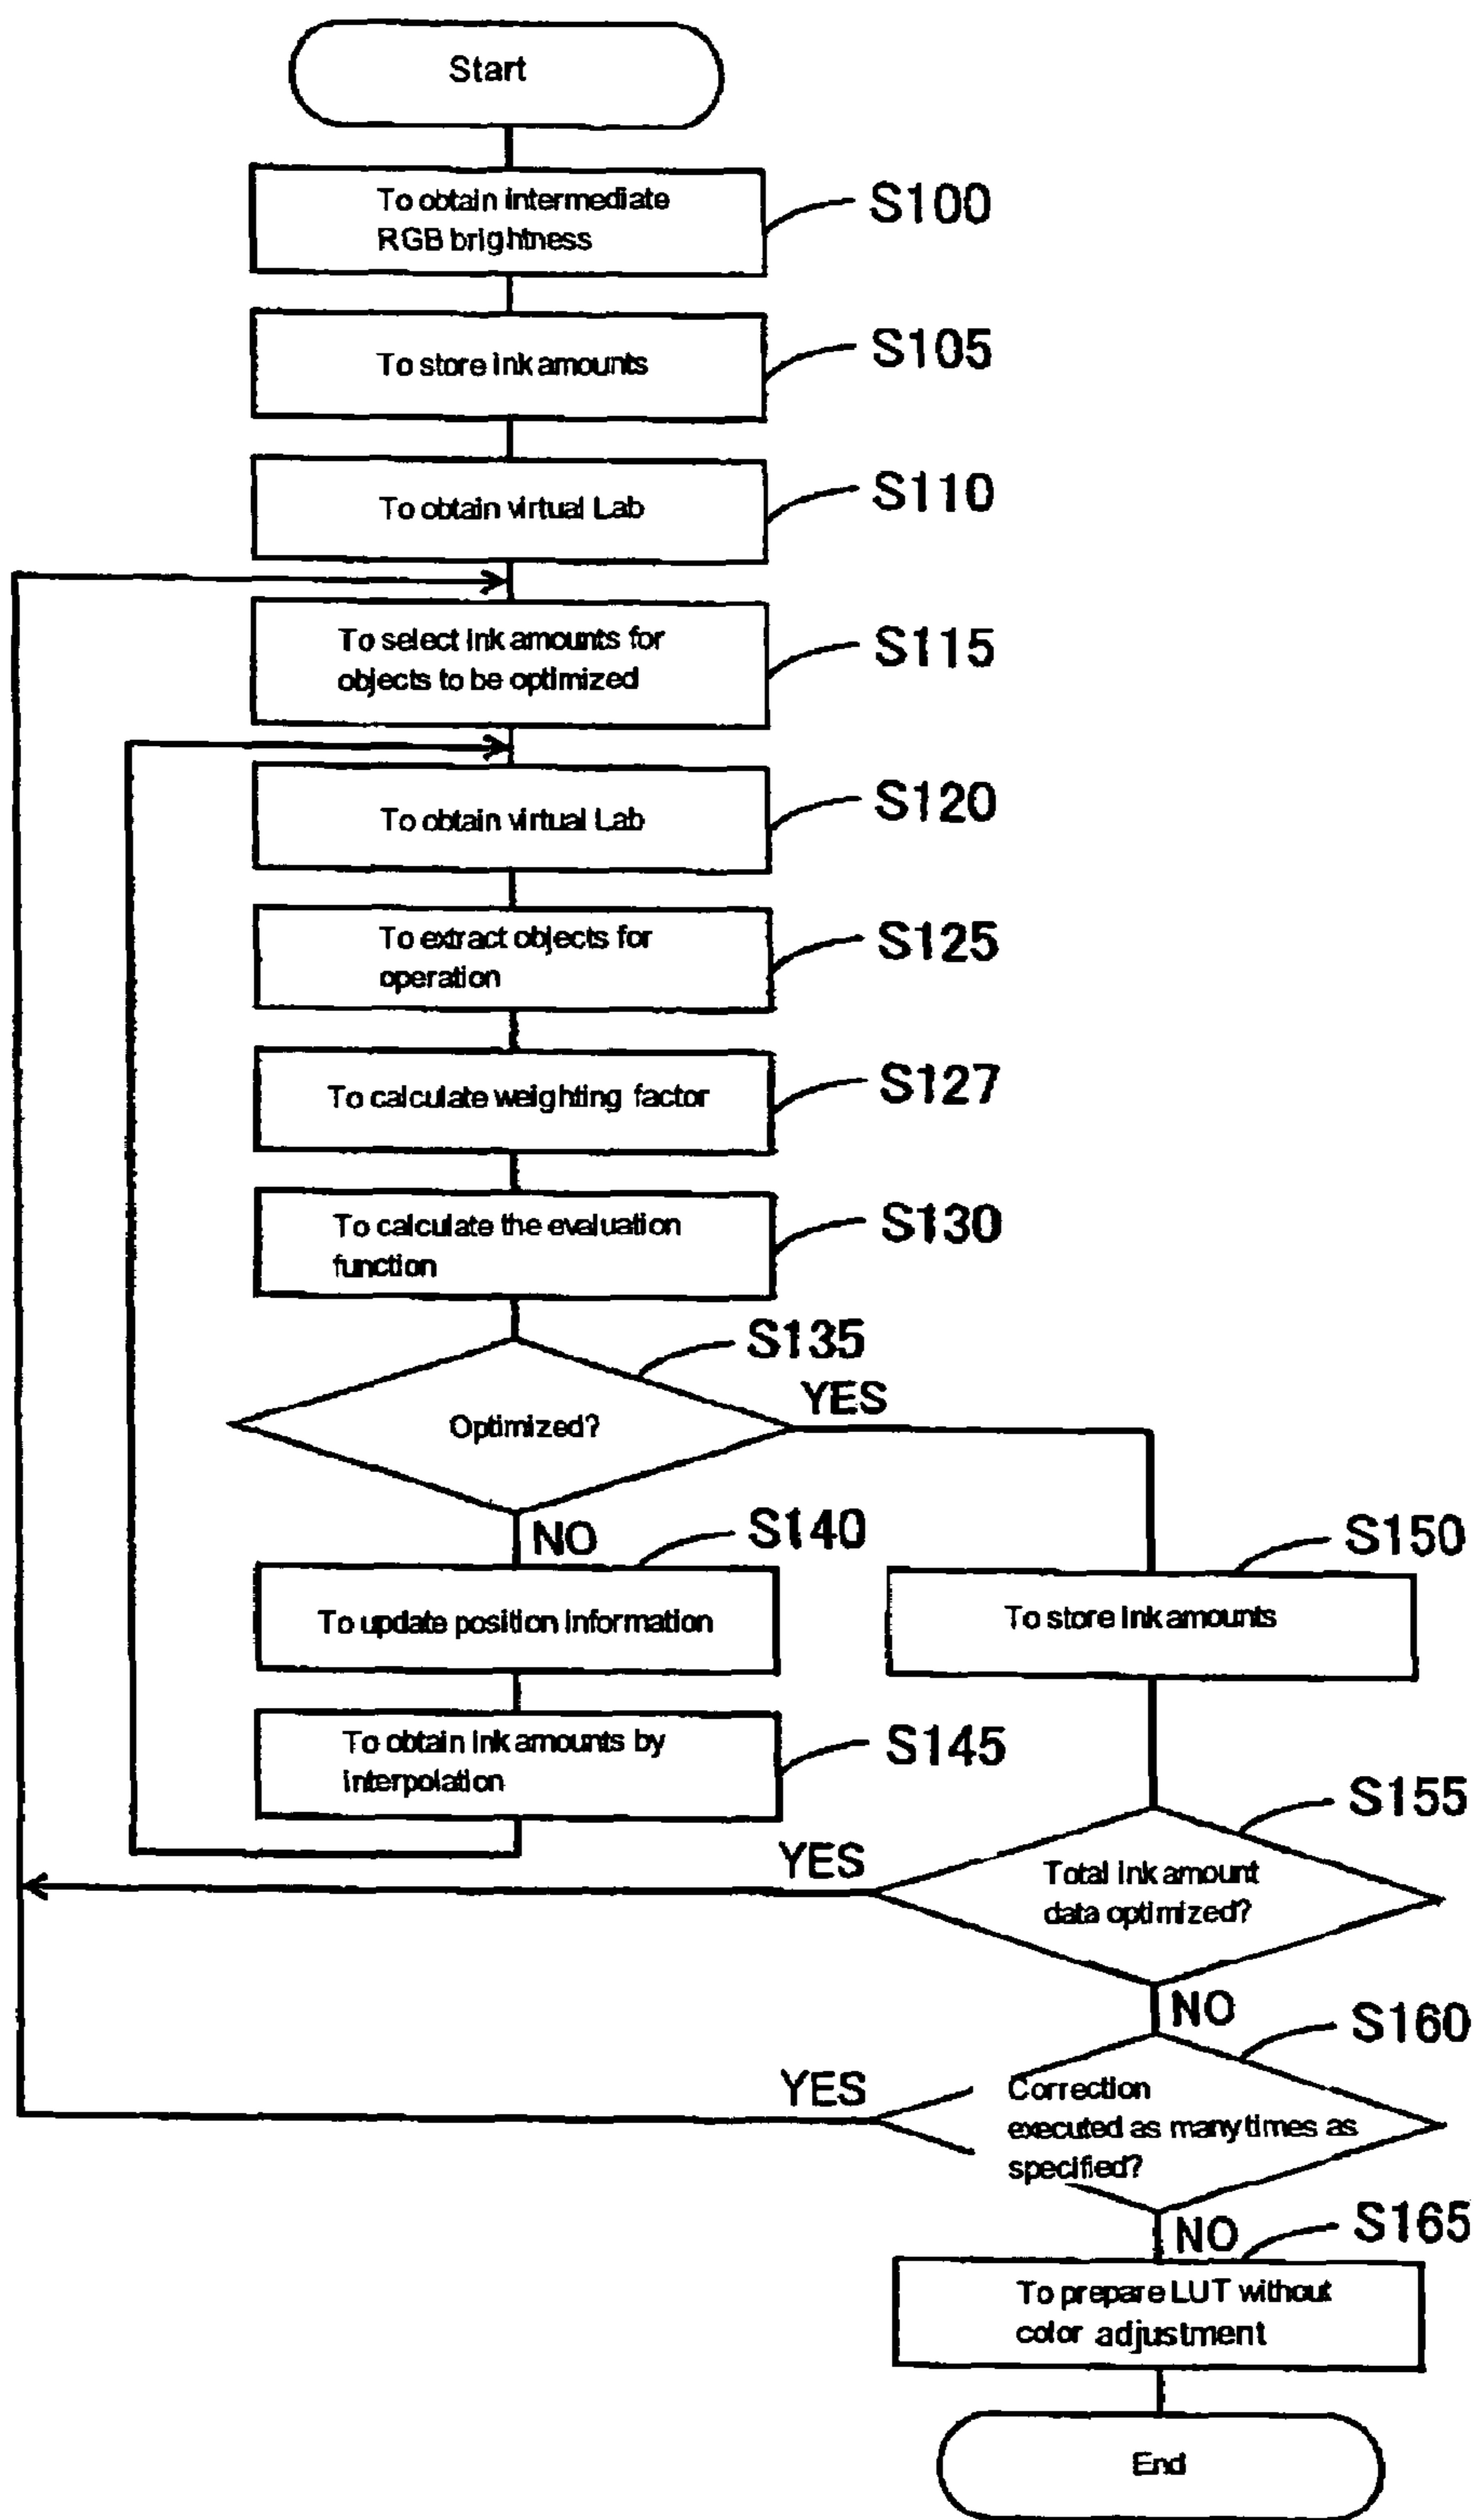 Start
To obtain intermediate
RGB brightness
S100
To store ink amounts
S105
To obtain virtual Lab
S110
To select ink amounts for
objects to be optimized
S115
To obtain virtual Lab
S120
To extract objects for
operation
S125
To calculate weighting factor
S127
To calculate the evaluation
function
S130
S135
Optimized?
YES
NO
S140
To update position information
S150
To store ink amounts
To obtain ink amounts by
interpolation
S145
S155
YES
Total ink amount
data optimized?
NO
S160
YES
Correction
executed as many times as
specified?
NO
S165
To prepare LUT without
color adjustment
End